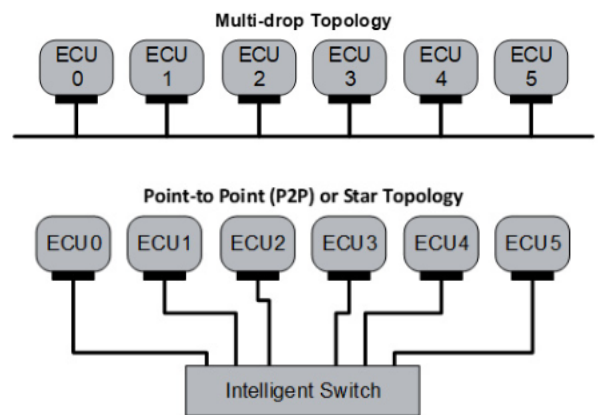 Multi-drop Topology
ECU ECU ECU ECU ECU ECU
0 1 2 3 4 5
Point-to Point (P2P) or Star Topology
ECU0 ECU1 ECU2 ECU3 ECU4 ECU5
Intelligent Switch